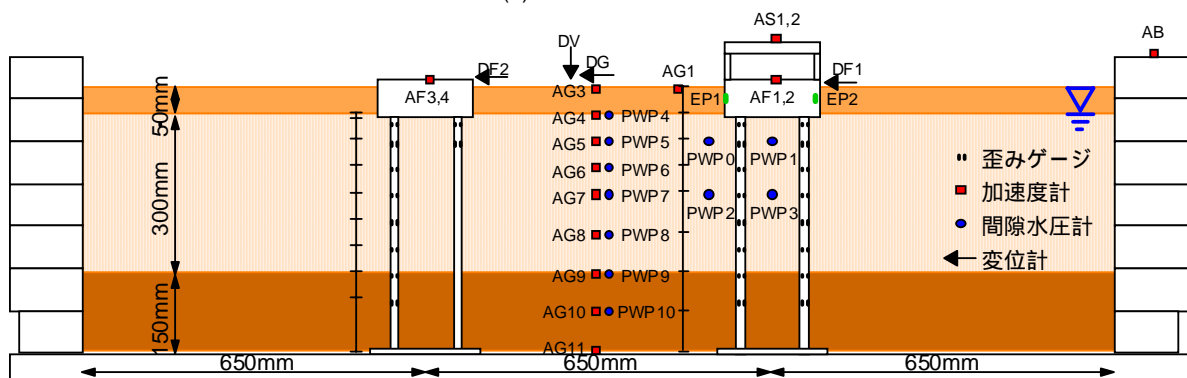 AS1,2
AB
DV
DG
DF2
AG1
DF1
AG3
AF3,4
EP1
AF1,2
EP2
50mm
AG4
PWP4
AG5
PWP5
PWP0
PWP1
歪みゲージ
AG6
PWP6
300mm
AG7
PWP7
PWP2
PWP3
加速度計
AG8
PWP8
間隙水圧計
変位計
AG9
PWP9
150mm
AG10
PWP10
AG11
650mm
650mm
650mm